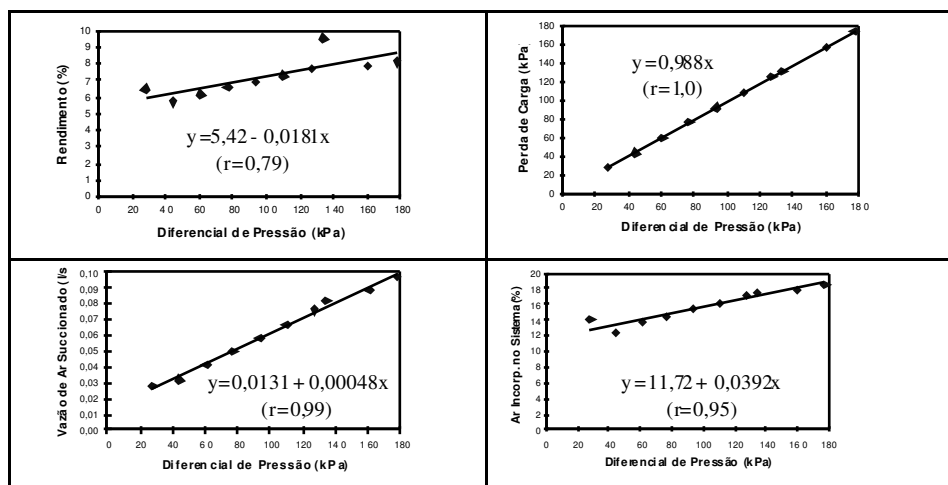 Rendimento (%)
10
9
8
7
6
5
4
3
2
1
0
y=5,42 - 0,0181x
(r=0,79)
0 20 40 60 80 100 120 140 160 180
Diferencial de Pressão (kPa)
Perda de Carga (kPa)
180
160
140
120
100
80
60
40
20
0
y=0,988x
(r=1,0)
0 20 40 60 80 100 120 140 160 180
Diferencial de Pressão (kPa)
Vazão de Ar Succionado (l/s
0,10
0,09
0,08
0,07
0,06
0,05
0,04
0,03
0,02
0,01
0,00
y=0,0131 + 0,00048x
(r=0,99)
0 20 40 60 80 100 120 140 160 180
Diferencial de Pressão (kPa)
Ar Incorp. no Sistema (%)
20
18
16
14
12
10
8
6
4
2
0
y=11,72 + 0,0392x
(r=0,95)
0 20 40 60 80 100 120 140 160 180
Diferencial de Pressão (kPa)